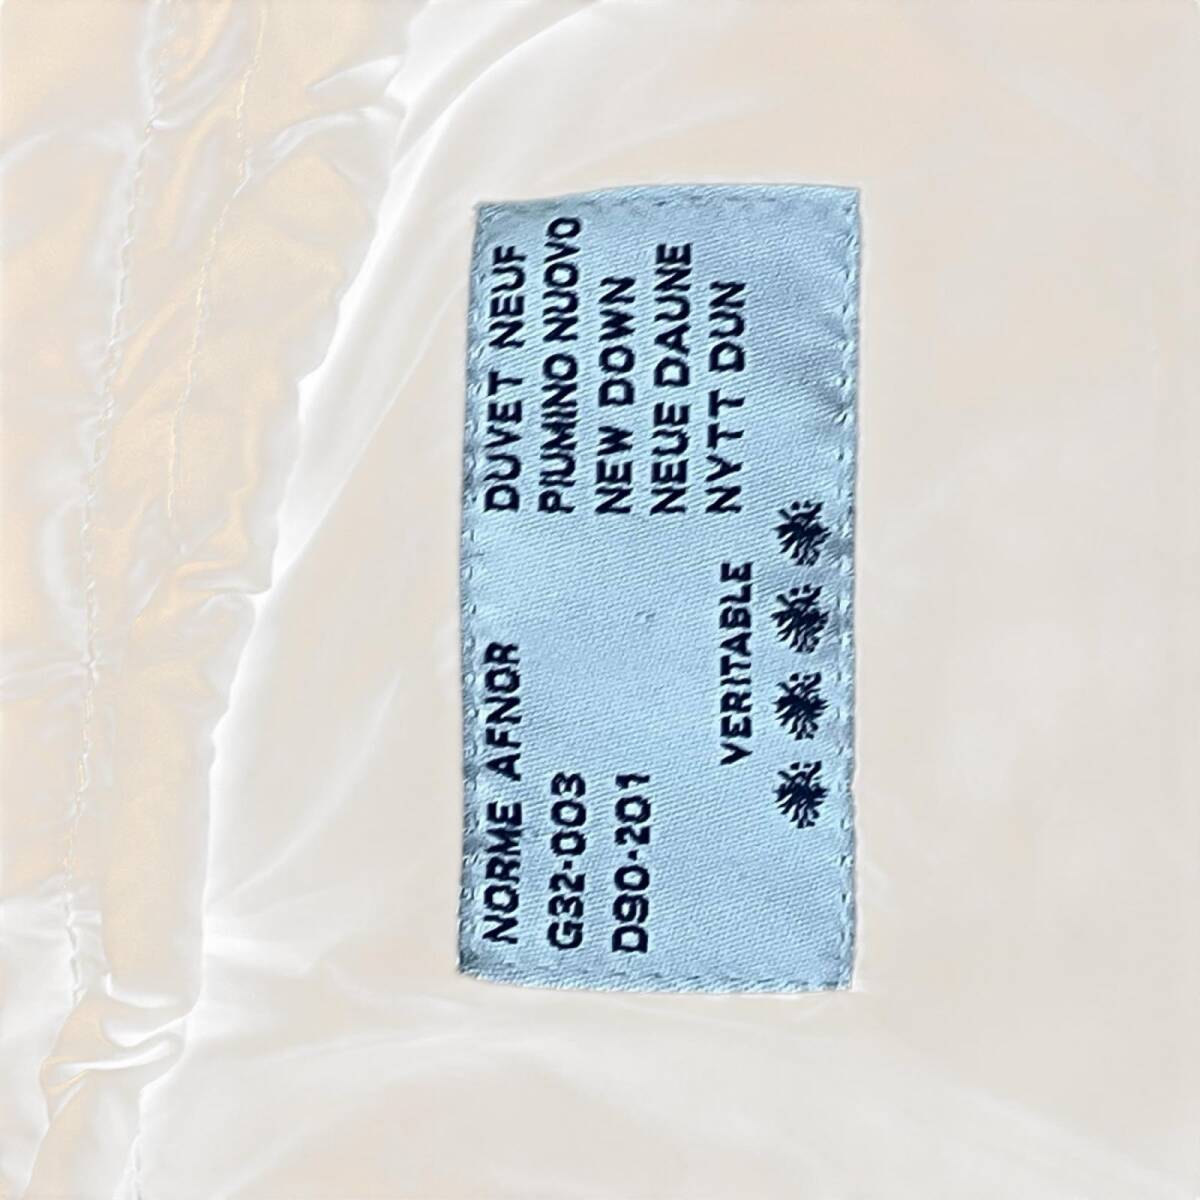 NORME AFNOR
G32-003
D90-201
VERITABLE
DUVET NEUF
PIUMINO NUOVO
NEW DOWN
NEUE DAUNE
NYTT DUN